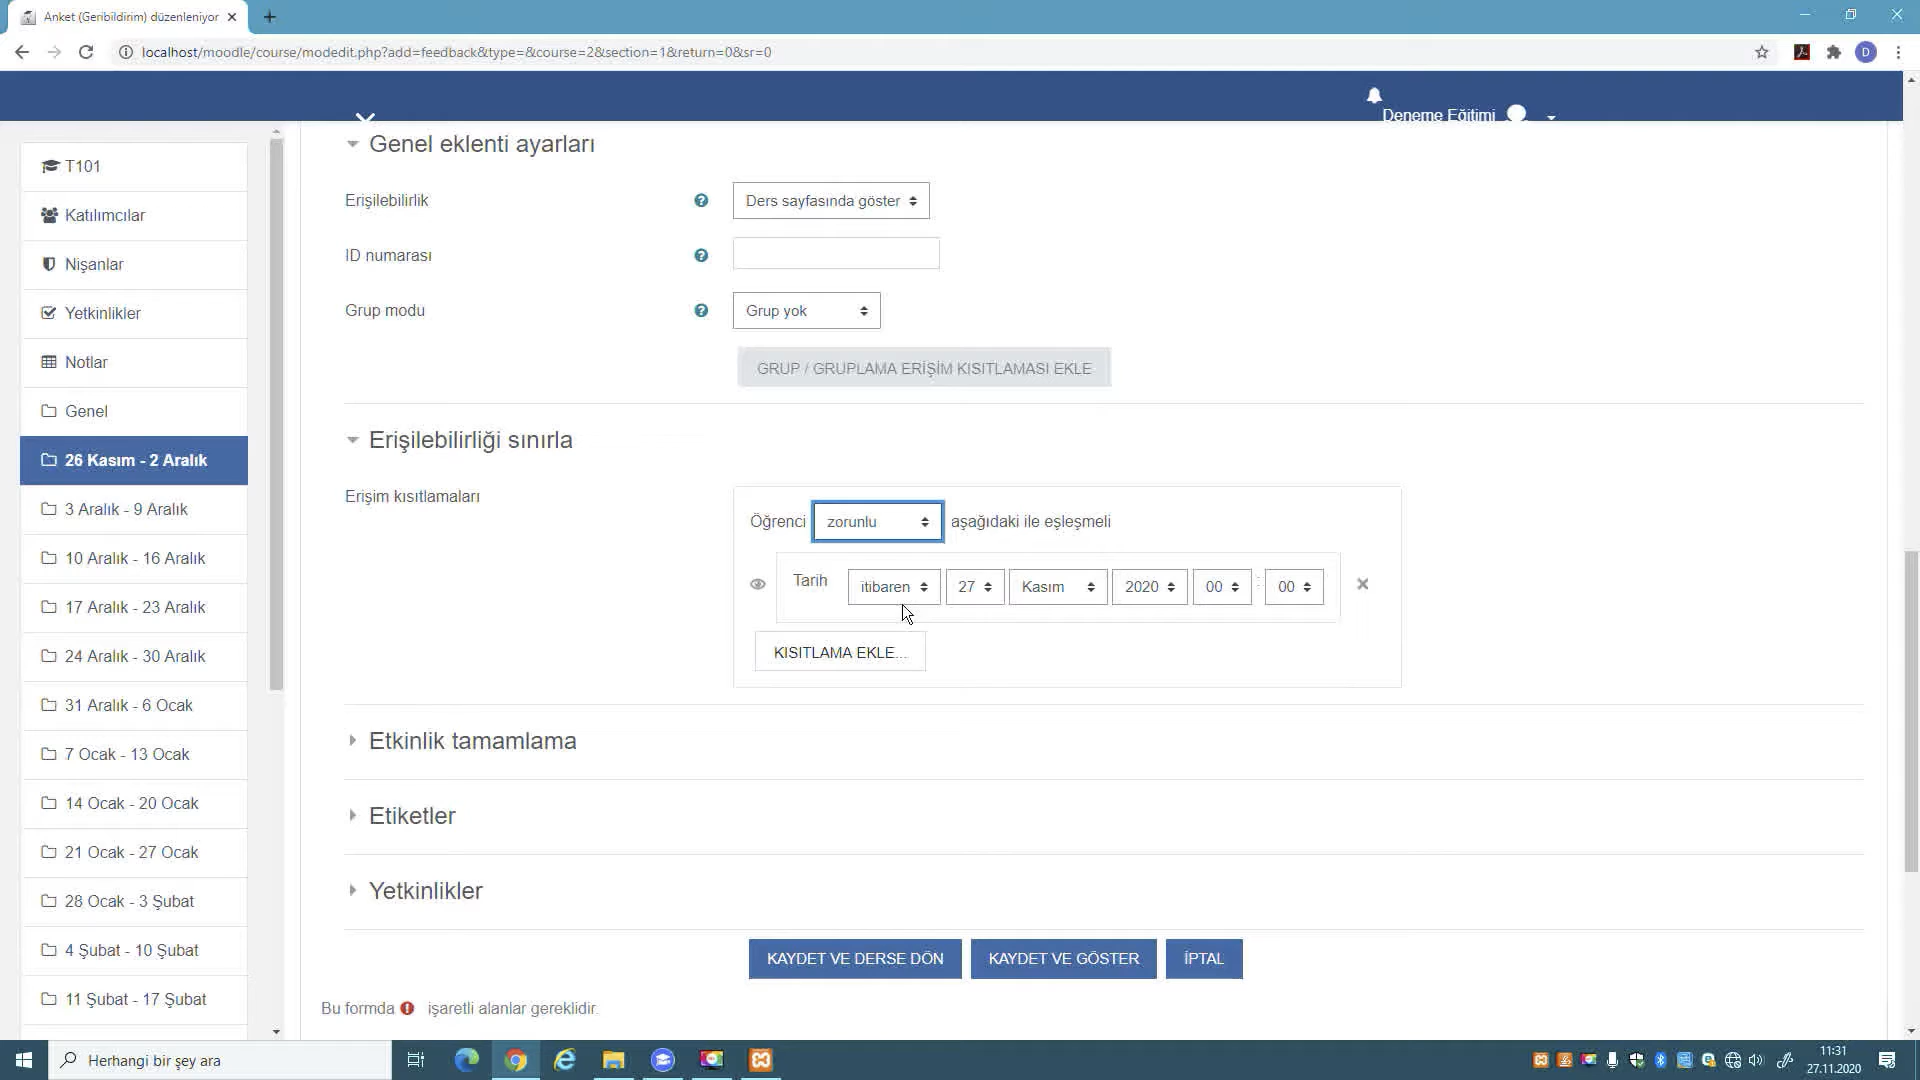 Anket (Geribildirim) düzenleniyor
localhost/moodle/course/modedit.php?add=feedback&type=&course=2&section=1&return=0&sr=0
D
Deneme Eğitimi
T101
Katılımcılar
Nişanlar
Yetkinlikler
Notlar
Genel
26 Kasım - 2 Aralık
3 Aralık - 9 Aralık
10 Aralık - 16 Aralık
17 Aralık - 23 Aralık
24 Aralık - 30 Aralık
31 Aralık - 6 Ocak
7 Ocak - 13 Ocak
14 Ocak - 20 Ocak
21 Ocak - 27 Ocak
28 Ocak - 3 Şubat
4 Şubat - 10 Şubat
11 Şubat - 17 Şubat
Genel eklenti ayarları
Erişilebilirlik
Ders sayfasında göster
ID numarası
Grup modu
Grup yok
GRUP / GRUPLAMA ERİŞİM KISITLAMASI EKLE
Erişilebilirliği sınırla
Erişim kısıtlamaları
Öğrenci zorunlu aşağıdaki ile eşleşmeli
Tarih itibaren 27 Kasım 2020 00 : 00
KISITLAMA EKLE...
Etkinlik tamamlama
Etiketler
Yetkinlikler
KAYDET VE DERSE DÖN KAYDET VE GÖSTER İPTAL
Bu formda işaretli alanlar gereklidir.
Herhangi bir şey ara
11:31
27.11.2020